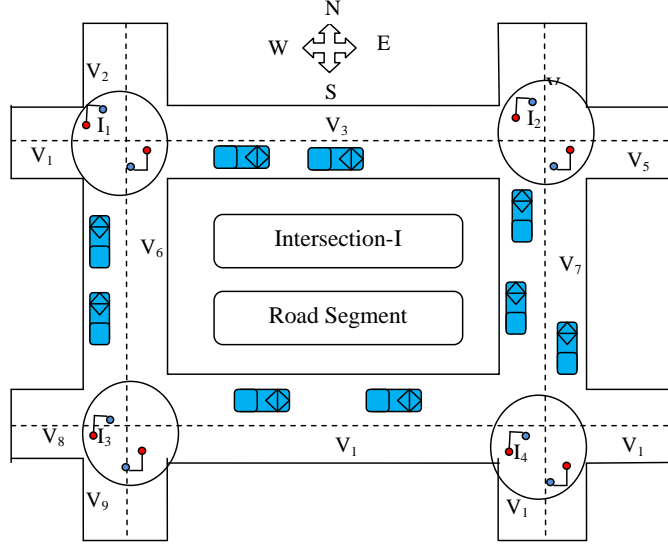 N
W E
S
V2
I1
I2
V3
V1
V5
V6
Intersection-I
V7
Road Segment
V8
I3
V1
I4
V1
V9
V1